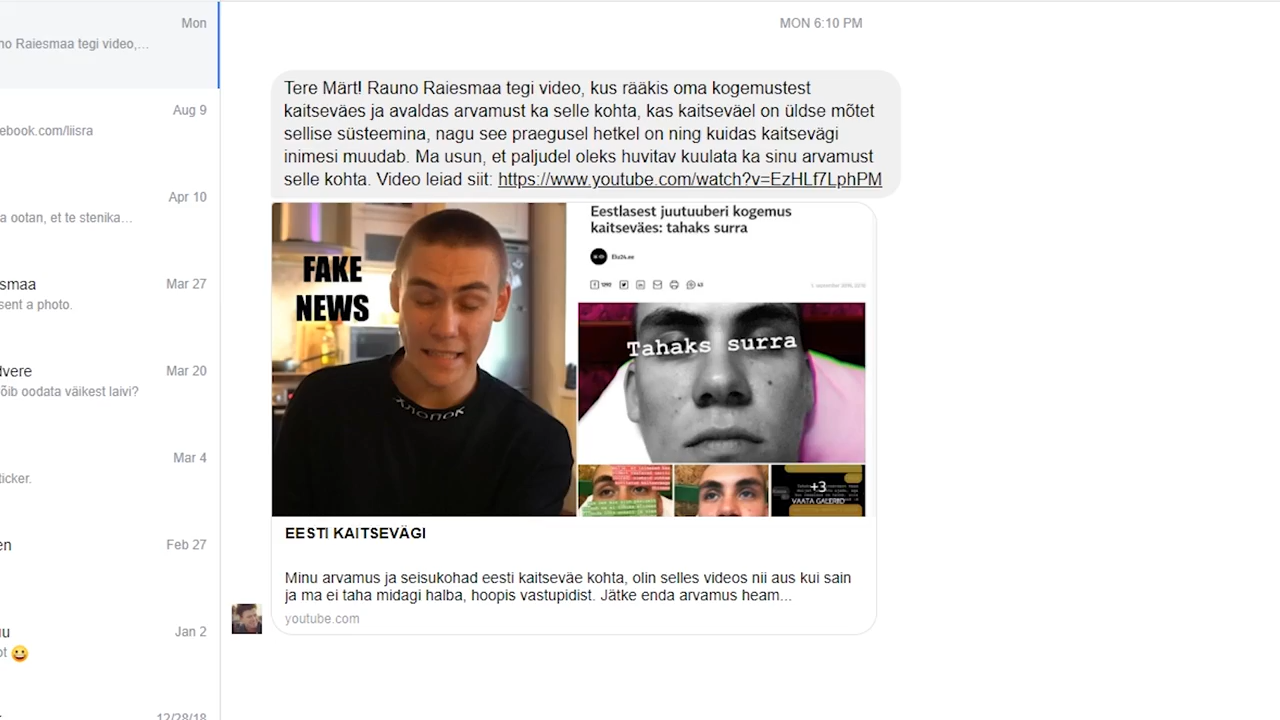 Mon
no Raiesmaa tegi video,...
Aug 9
ebook.com/liisra
Apr 10
a ootan, et te stenika...
smaa
Mar 27
sent a photo.
dvere
Mar 20
õib oodata väikest laivi?
Mar 4
ticker.
en
Feb 27
Jan 2
ot 😀
12/28/18
MON 6:10 PM
Tere Märt! Rauno Raiesmaa tegi video, kus rääkis oma kogemustest
kaitseväes ja avaldas arvamust ka selle kohta, kas kaitseväel on üldse mõtet
sellise süsteemina, nagu see praegusel hetkel on ning kuidas kaitsevägi
inimesi muudab. Ma usun, et paljudel oleks huvitav kuulata ka sinu arvamust
selle kohta. Video leiad siit: https://www.youtube.com/watch?v=EzHLf7LphPM
FAKE
NEWS
хлопок
Eestlasest juutuuberi kogemus
kaitseväes: tahaks surra
Elu24.ee
Tahaks surra
+3
VAATA GALERIID
EESTI KAITSEVÄGI
Minu arvamus ja seisukohad eesti kaitseväe kohta, olin selles videos nii aus kui sain
ja ma ei taha midagi halba, hoopis vastupidist. Jätke enda arvamus heam...
youtube.com